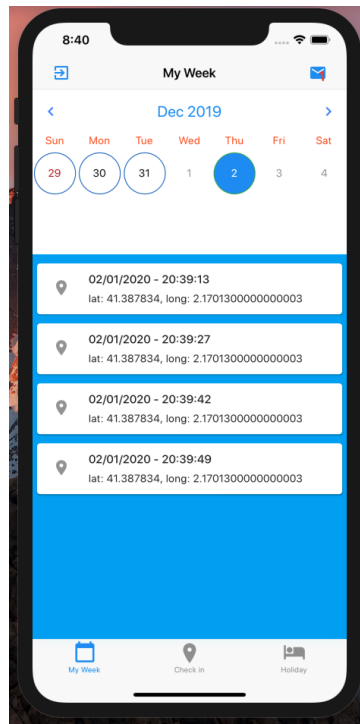 8:40
My Week
Dec 2019
Sun Mon Tue Wed Thu Fri Sat
29 30 31 1 2 3 4
02/01/2020 - 20:39:13
lat: 41.387834, long: 2.1701300000000003
02/01/2020 - 20:39:27
lat: 41.387834, long: 2.1701300000000003
02/01/2020 - 20:39:42
lat: 41.387834, long: 2.1701300000000003
02/01/2020 - 20:39:49
lat: 41.387834, long: 2.1701300000000003
My Week Check in Holiday